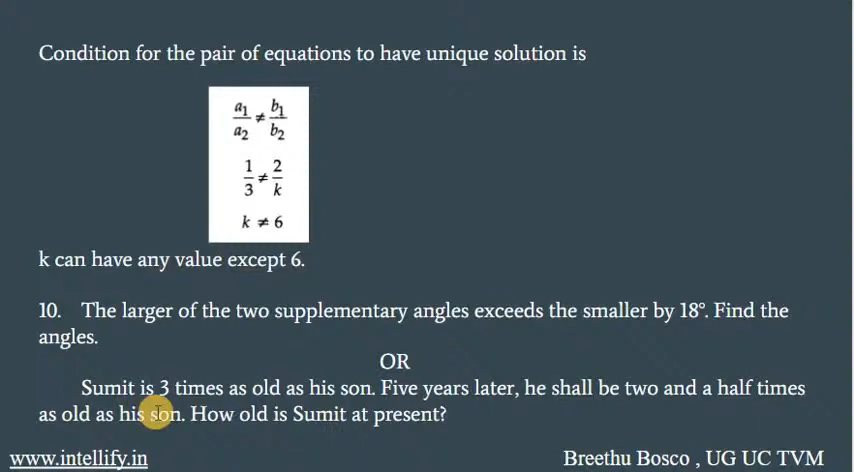 Condition for the pair of equations to have unique solution is
a₁/a₂ ≠ b₁/b₂
1/3 ≠ 2/k
k ≠ 6
k can have any value except 6.
10. The larger of the two supplementary angles exceeds the smaller by 18°. Find the
angles.
OR
Sumit is 3 times as old as his son. Five years later, he shall be two and a half times
as old as his son. How old is Sumit at present?
www.intellify.in Breethu Bosco , UG UC TVM